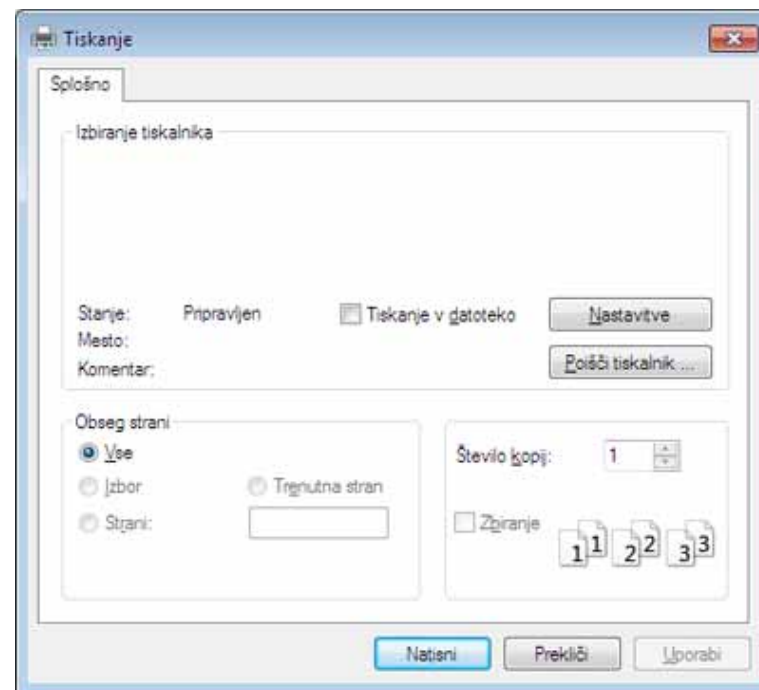 Tiskanje
Splošno
Izbiranje tiskalnika
Stanje: Pripravljen
Tiskanje v datoteko
Nastavitve
Mesto:
Komentar:
Poišči tiskalnik ...
Obseg strani
Vse
Izbor
Trenutna stran
Strani:
Število kopij: 1
Zbiranje
1 1 2 2 3 3
Natisni
Prekliči
Uporabi